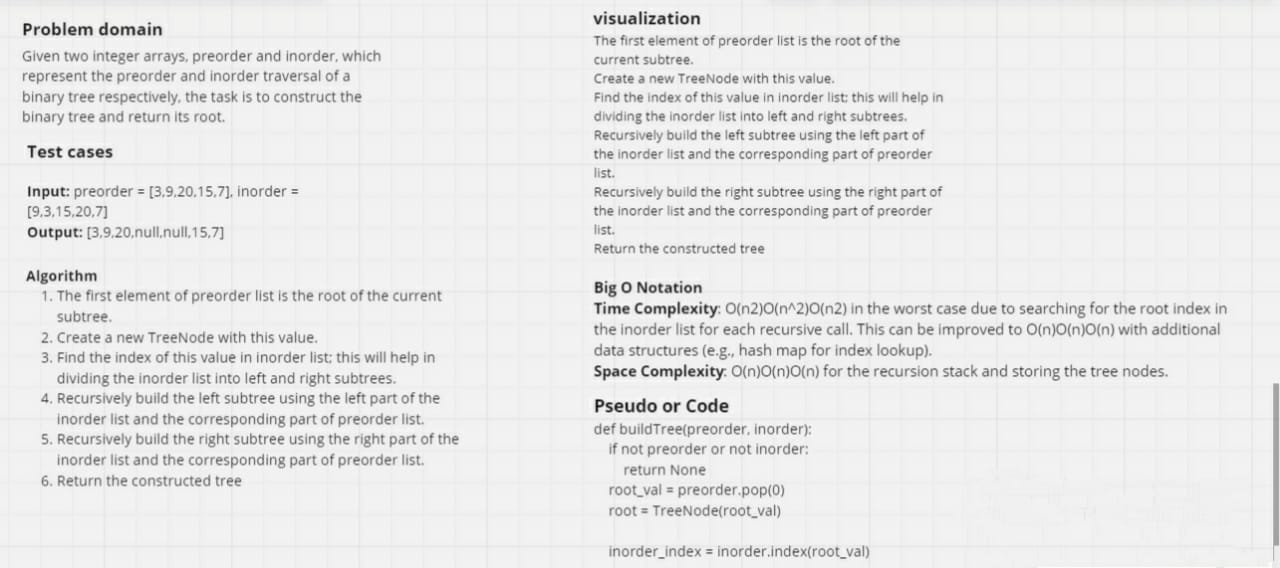 Problem domain
Given two integer arrays, preorder and inorder, which
represent the preorder and inorder traversal of a
binary tree respectively, the task is to construct the
binary tree and return its root.
Test cases
Input: preorder = [3,9,20,15,7], inorder =
[9,3,15,20,7]
Output: [3,9,20,null,null,15,7]
Algorithm
1. The first element of preorder list is the root of the current
subtree.
2. Create a new TreeNode with this value.
3. Find the index of this value in inorder list; this will help in
dividing the inorder list into left and right subtrees.
4. Recursively build the left subtree using the left part of the
inorder list and the corresponding part of preorder list.
5. Recursively build the right subtree using the right part of the
inorder list and the corresponding part of preorder list.
6. Return the constructed tree
visualization
The first element of preorder list is the root of the
current subtree.
Create a new TreeNode with this value.
Find the index of this value in inorder list; this will help in
dividing the inorder list into left and right subtrees.
Recursively build the left subtree using the left part of
the inorder list and the corresponding part of preorder
list.
Recursively build the right subtree using the right part of
the inorder list and the corresponding part of preorder
list.
Return the constructed tree
Big O Notation
Time Complexity: O(n2)O(n^2)O(n2) in the worst case due to searching for the root index in
the inorder list for each recursive call. This can be improved to O(n)O(n)O(n) with additional
data structures (e.g., hash map for index lookup).
Space Complexity: O(n)O(n)O(n) for the recursion stack and storing the tree nodes.
Pseudo or Code
def buildTree(preorder, inorder):
if not preorder or not inorder:
return None
root_val = preorder.pop(0)
root = TreeNode(root_val)
inorder_index = inorder.index(root_val)